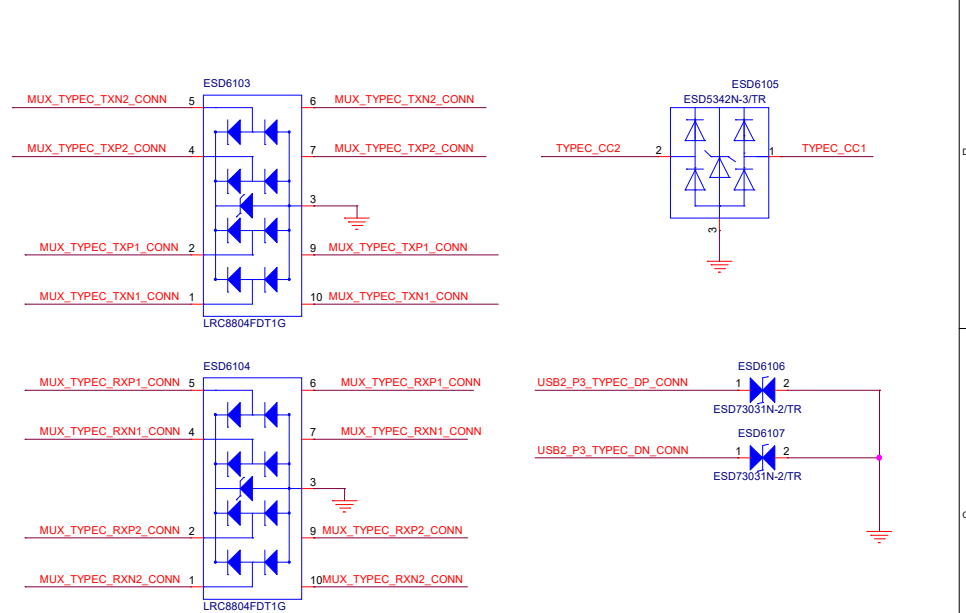 ESD6103
MUX_TYPEC_TXN2_CONN 5 6 MUX_TYPEC_TXN2_CONN
MUX_TYPEC_TXP2_CONN 4 7 MUX_TYPEC_TXP2_CONN
3
MUX_TYPEC_TXP1_CONN 2 9 MUX_TYPEC_TXP1_CONN
MUX_TYPEC_TXN1_CONN 1 10 MUX_TYPEC_TXN1_CONN
LRC8804FDT1G
ESD6105
ESD5342N-3/TR
TYPEC_CC2 2 1 TYPEC_CC1
3
D
ESD6104
MUX_TYPEC_RXP1_CONN 5 6 MUX_TYPEC_RXP1_CONN
MUX_TYPEC_RXN1_CONN 4 7 MUX_TYPEC_RXN1_CONN
3
MUX_TYPEC_RXP2_CONN 2 9 MUX_TYPEC_RXP2_CONN
MUX_TYPEC_RXN2_CONN 1 10 MUX_TYPEC_RXN2_CONN
LRC8804FDT1G
ESD6106
USB2_P3_TYPEC_DP_CONN 1 2
ESD73031N-2/TR
ESD6107
USB2_P3_TYPEC_DN_CONN 1 2
ESD73031N-2/TR